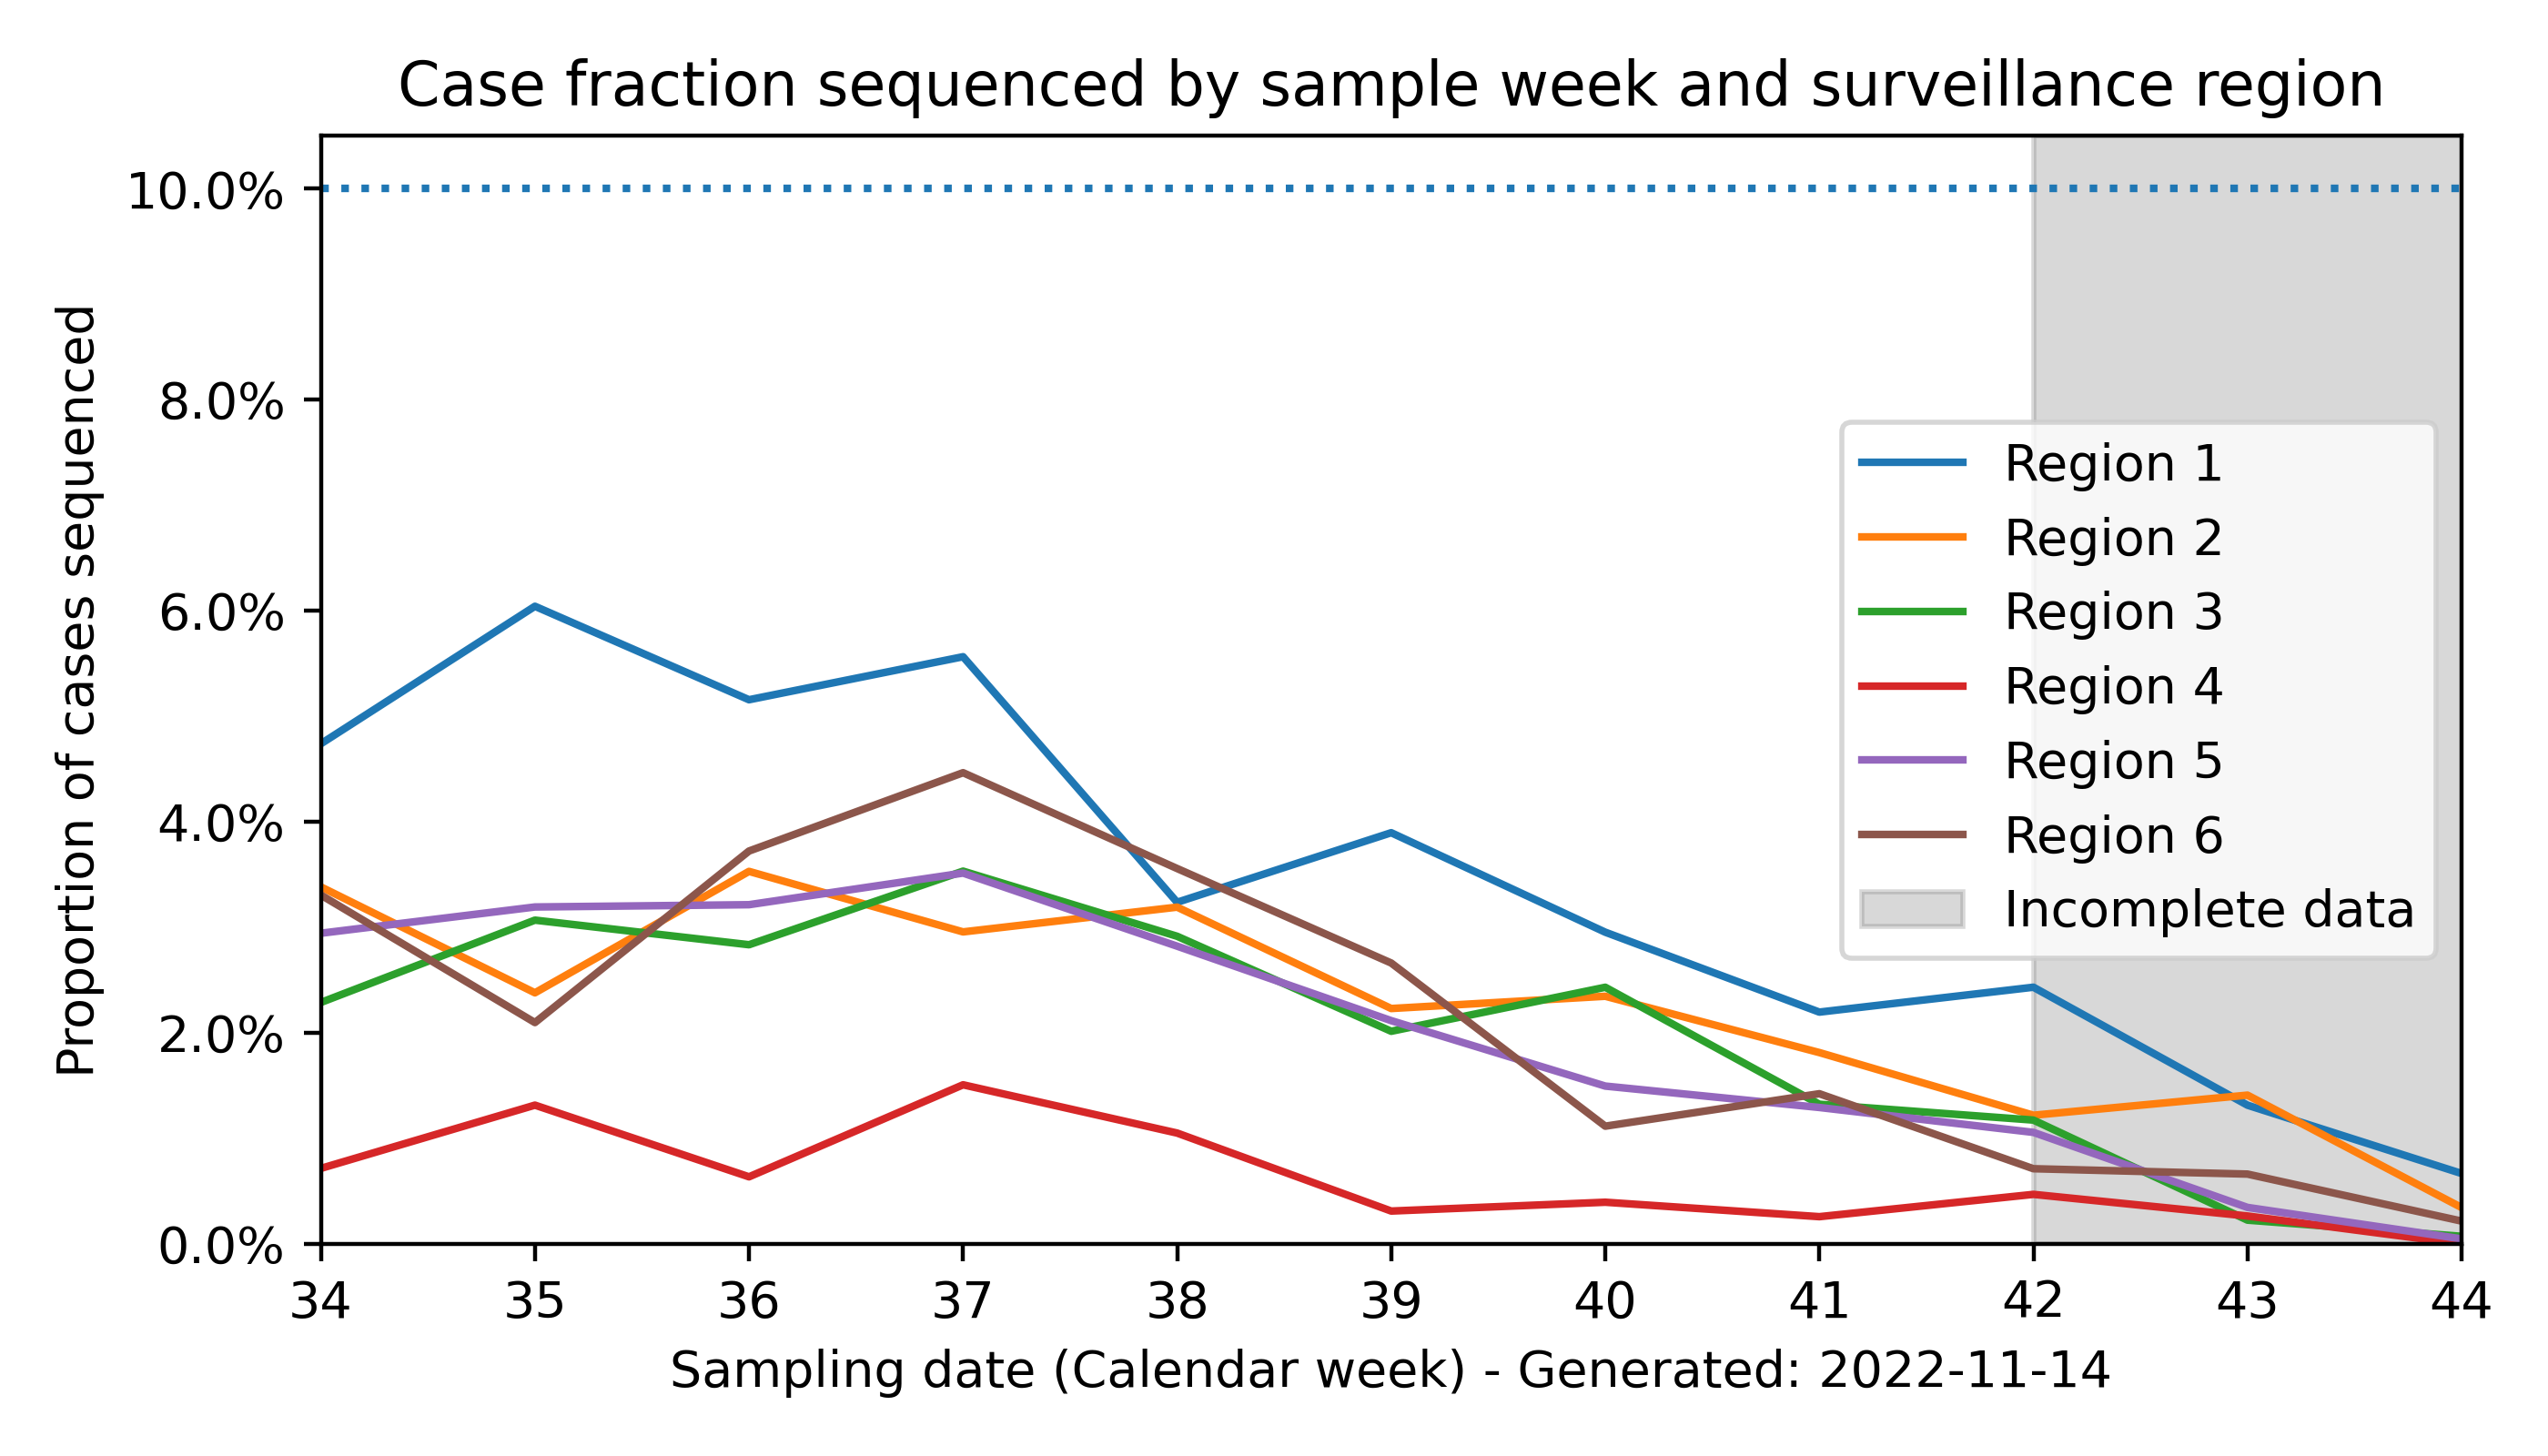 Case fraction sequenced by sample week and surveillance region
Proportion of cases sequenced
10.0%
8.0%
6.0%
4.0%
2.0%
0.0%
Region 1
Region 2
Region 3
Region 4
Region 5
Region 6
Incomplete data
34 35 36 37 38 39 40 41 42 43 44
Sampling date (Calendar week) - Generated: 2022-11-14